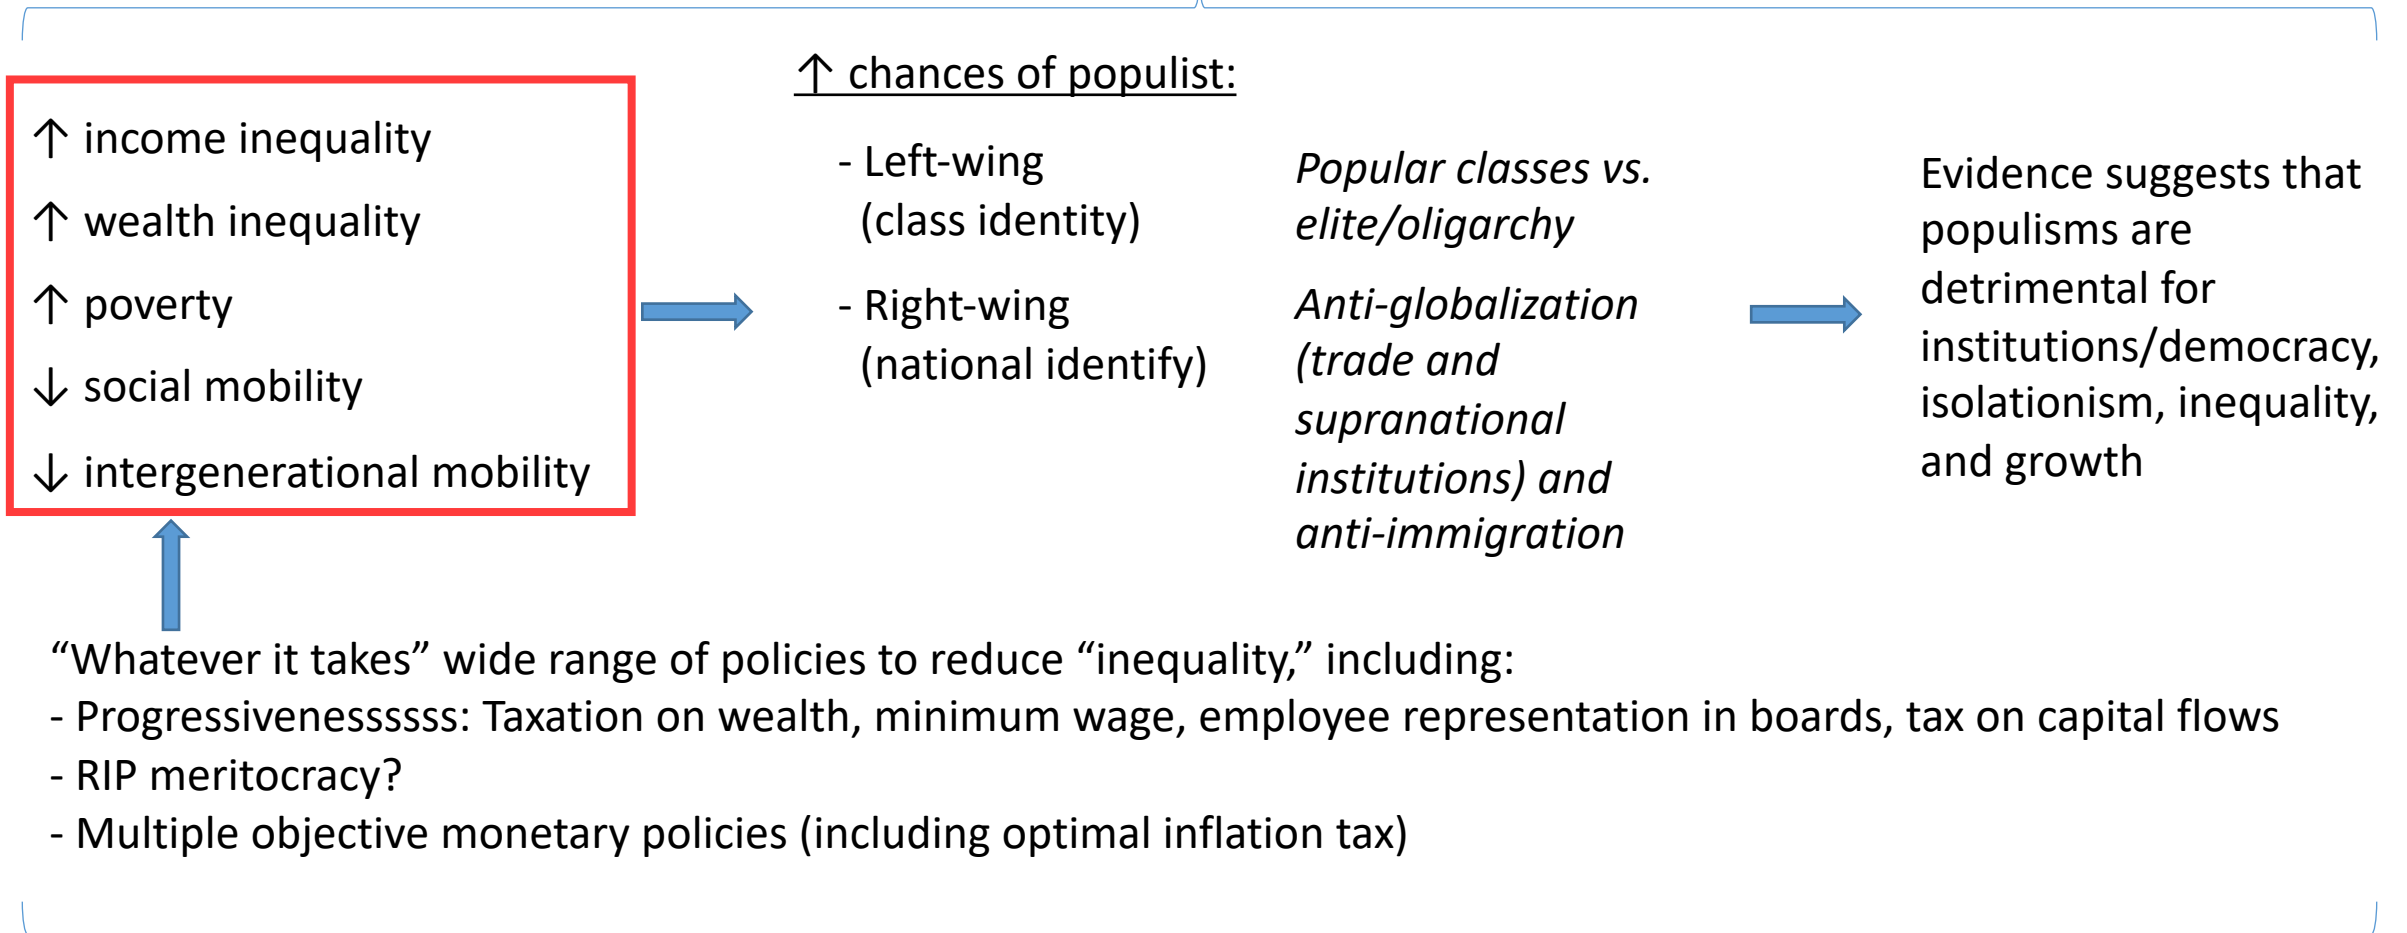 ↑ income inequality
↑ wealth inequality
↑ poverty
↓ social mobility
↓ intergenerational mobility
↑ chances of populist:
- Left-wing
(class identity)
- Right-wing
(national identify)
Popular classes vs.
elite/oligarchy
Anti-globalization
(trade and
supranational
institutions) and
anti-immigration
Evidence suggests that
populisms are
detrimental for
institutions/democracy,
isolationism, inequality,
and growth
“Whatever it takes” wide range of policies to reduce “inequality,” including:
- Progressivenessssss: Taxation on wealth, minimum wage, employee representation in boards, tax on capital flows
- RIP meritocracy?
- Multiple objective monetary policies (including optimal inflation tax)